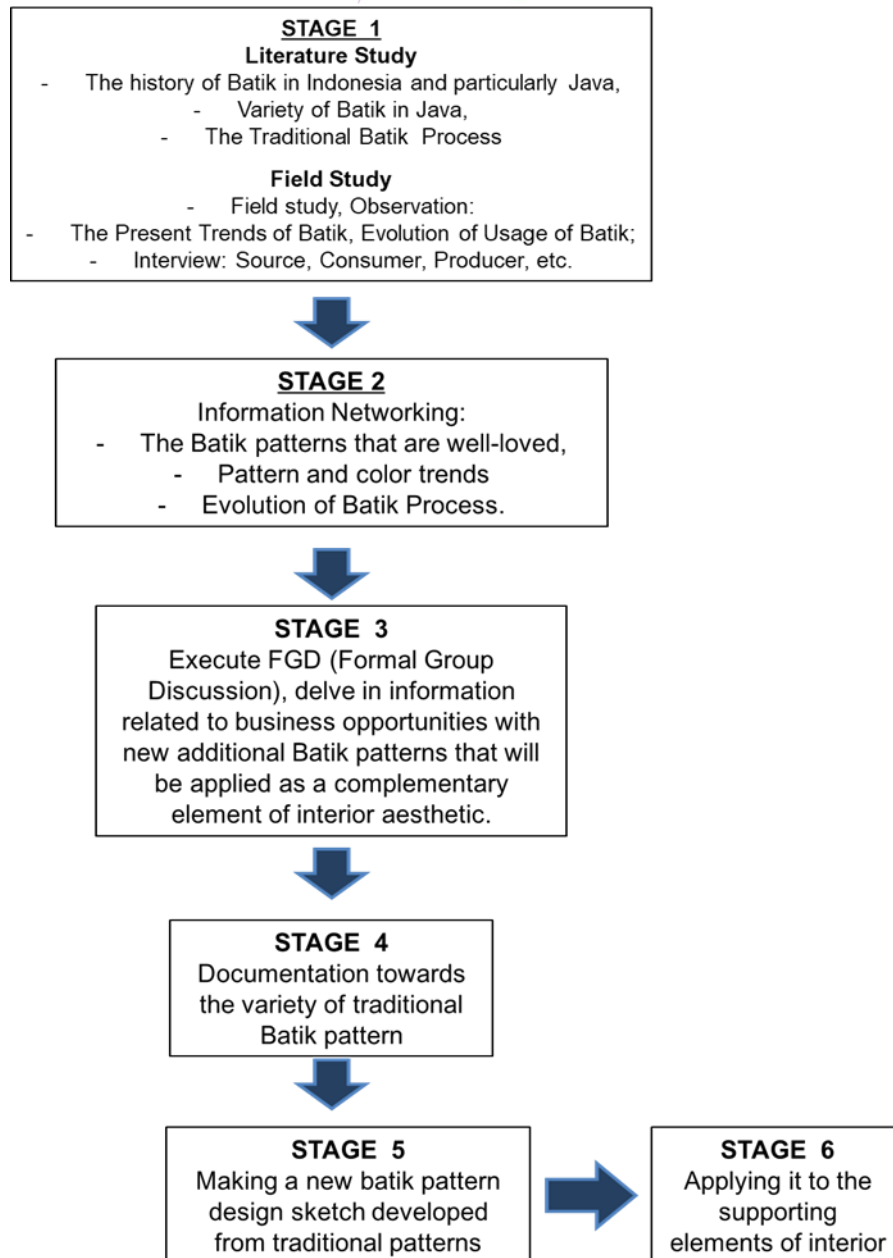 STAGE 1
Literature Study
- The history of Batik in Indonesia and particularly Java,
- Variety of Batik in Java,
- The Traditional Batik Process
Field Study
- Field study, Observation:
- The Present Trends of Batik, Evolution of Usage of Batik;
- Interview: Source, Consumer, Producer, etc.
STAGE 2
Information Networking:
- The Batik patterns that are well-loved,
- Pattern and color trends
- Evolution of Batik Process.
STAGE 3
Execute FGD (Formal Group
Discussion), delve in information
related to business opportunities with
new additional Batik patterns that will
be applied as a complementary
element of interior aesthetic.
STAGE 4
Documentation towards
the variety of traditional
Batik pattern
STAGE 5
Making a new batik pattern
design sketch developed
from traditional patterns
STAGE 6
Applying it to the
supporting
elements of interior